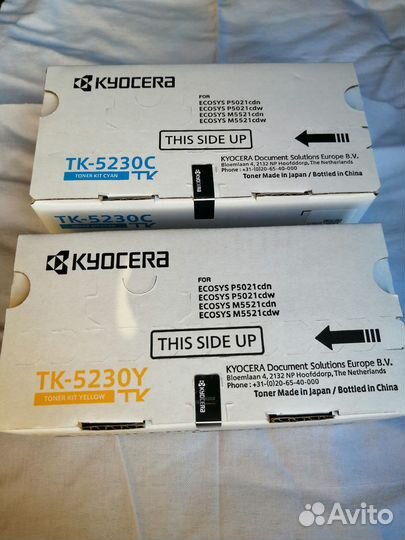 KYOCERA
FOR
ECOSYS P5021cdn
ECOSYS P5021cdw
ECOSYS M5521cdn
ECOSYS M5521cdw
THIS SIDE UP
TK-5230C
TONER KIT CYAN TK
KYOCERA Document Solutions Europe B.V.
Bloemlaan 4, 2132 NP Hoofddorp, The Netherlands
Phone : +31-(0)20-65-40-000
Toner Made in Japan / Bottled in China
KYOCERA
TK-5230C
KYOCERA
FOR
ECOSYS P5021cdn
ECOSYS P5021cdw
ECOSYS M5521cdn
ECOSYS M5521cdw
THIS SIDE UP
TK-5230Y
TONER KIT YELLOW TK
KYOCERA Document Solutions Europe B.V.
Bloemlaan 4, 2132 NP Hoofddorp, The Netherlands
Phone : +31-(0)20-65-40-000
Toner Made in Japan / Bottled in China
KYOCERA
Avito